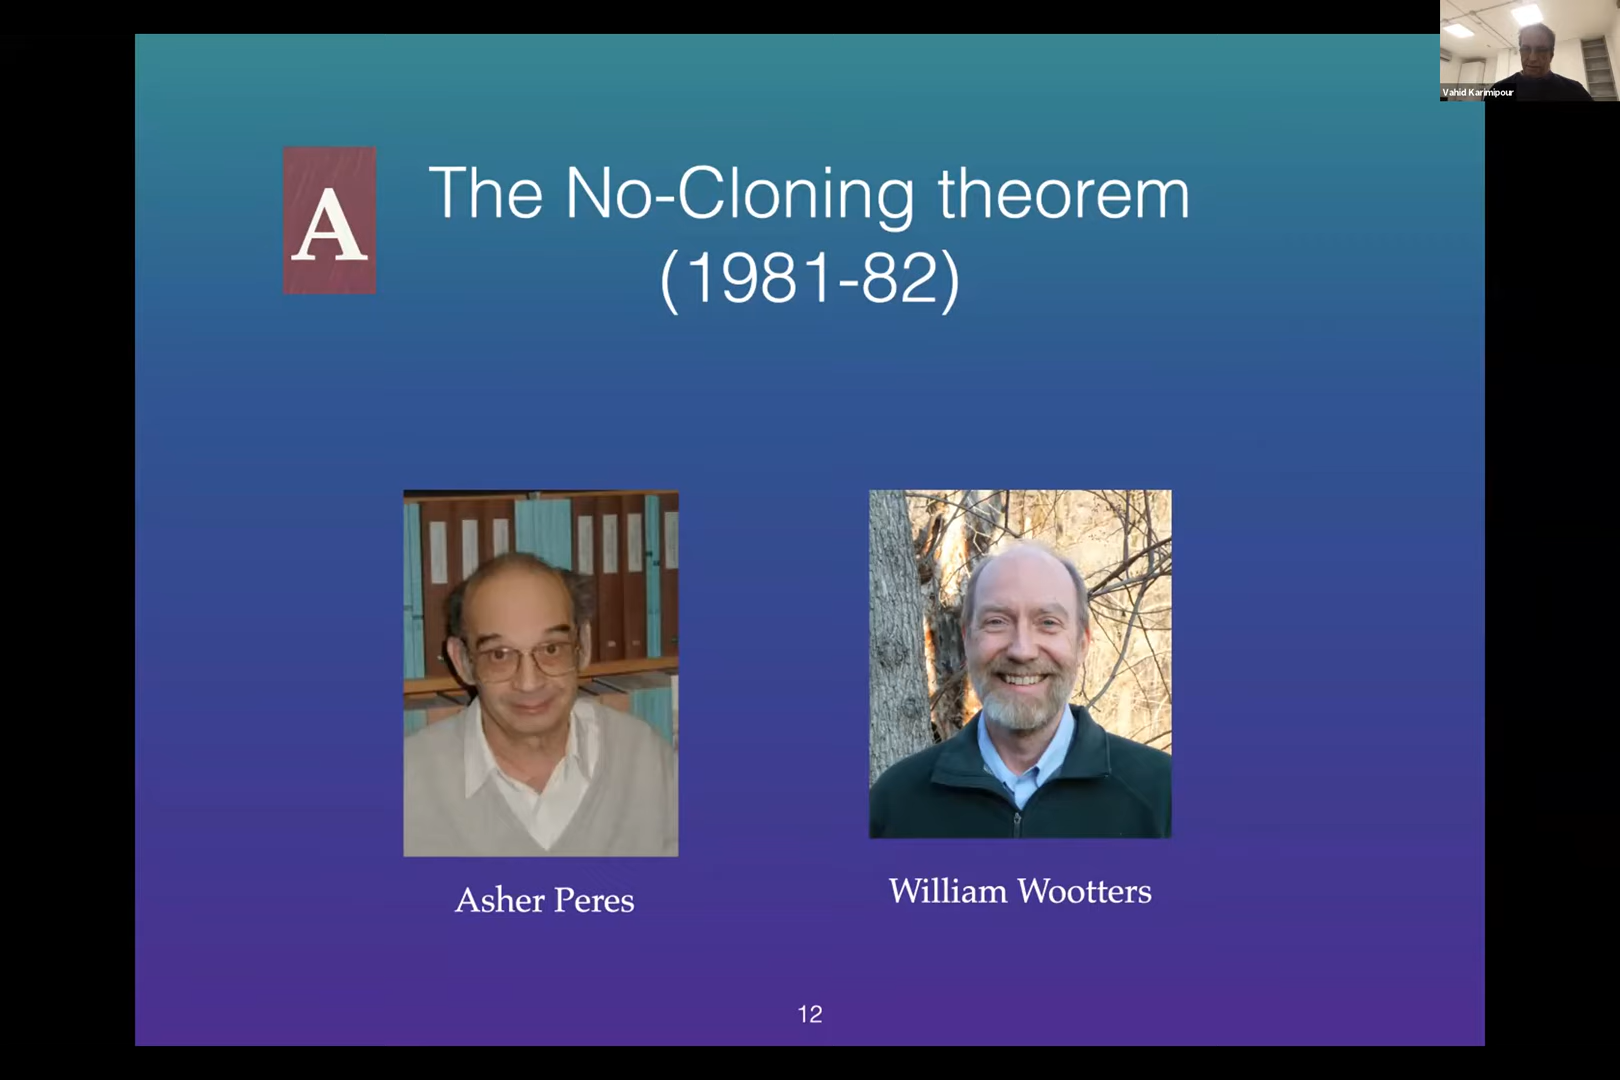 Vahid Karimipour
A
The No-Cloning theorem
(1981-82)
Asher Peres
William Wootters
12